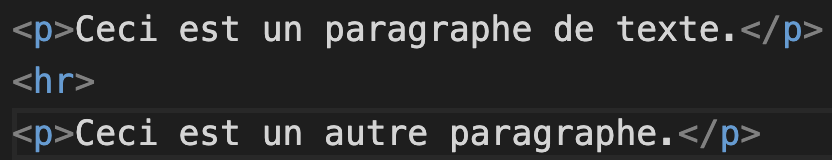 <p>Ceci est un paragraphe de texte.</p>
<hr>
<p>Ceci est un autre paragraphe.</p>